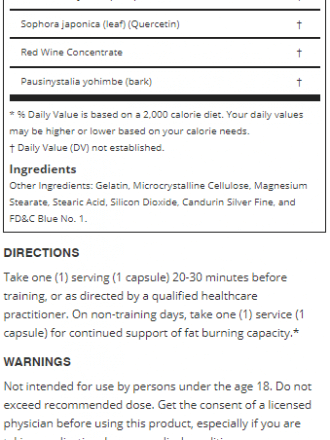 Sophora japonica (leaf) (Quercetin) †
Red Wine Concentrate †
Pausinystalia yohimbe (bark) †
* % Daily Value is based on a 2,000 calorie diet. Your daily values
may be higher or lower based on your calorie needs.
† Daily Value (DV) not established.
Ingredients
Other Ingredients: Gelatin, Microcrystalline Cellulose, Magnesium
Stearate, Stearic Acid, Silicon Dioxide, Candurin Silver Fine, and
FD&C Blue No. 1.
DIRECTIONS
Take one (1) serving (1 capsule) 20-30 minutes before
training, or as directed by a qualified healthcare
practitioner. On non-training days, take one (1) service (1
capsule) for continued support of fat burning capacity.*
WARNINGS
Not intended for use by persons under the age 18. Do not
exceed recommended dose. Get the consent of a licensed
physician before using this product, especially if you are